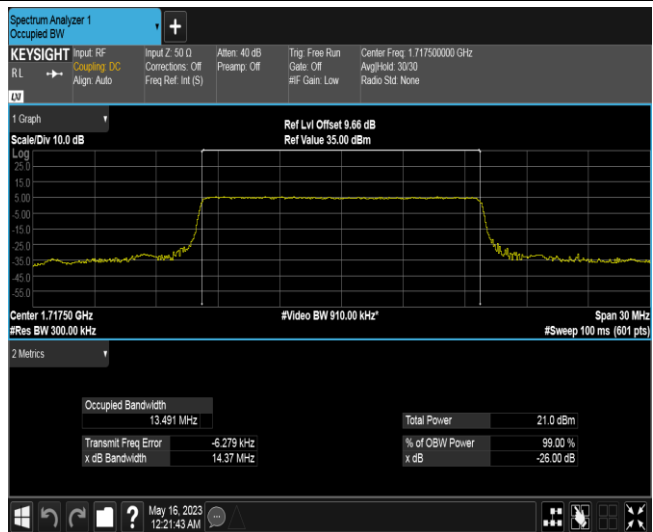 Spectrum Analyzer 1
Occupied BW
KEYSIGHT
RL
LXI
Input: RF
Coupling: DC
Align: Auto
Input Z: 50 Ω
Corrections: Off
Freq Ref: Int (S)
Atten: 40 dB
Preamp: Off
Trig: Free Run
Gate: Off
#IF Gain: Low
Center Freq: 1.717500000 GHz
Avg|Hold: 30/30
Radio Std: None
1 Graph
Scale/Div 10.0 dB
Ref Lvl Offset 9.66 dB
Ref Value 35.00 dBm
Log
25.0
15.0
5.00
-5.00
-15.0
-25.0
-35.0
-45.0
-55.0
Center 1.71750 GHz
#Res BW 300.00 kHz
#Video BW 910.00 kHz*
Span 30 MHz
#Sweep 100 ms (601 pts)
2 Metrics
Occupied Bandwidth
13.491 MHz
Transmit Freq Error -6.279 kHz
x dB Bandwidth 14.37 MHz
Total Power 21.0 dBm
% of OBW Power 99.00 %
x dB -26.00 dB
?
May 16, 2023
12:21:43 AM